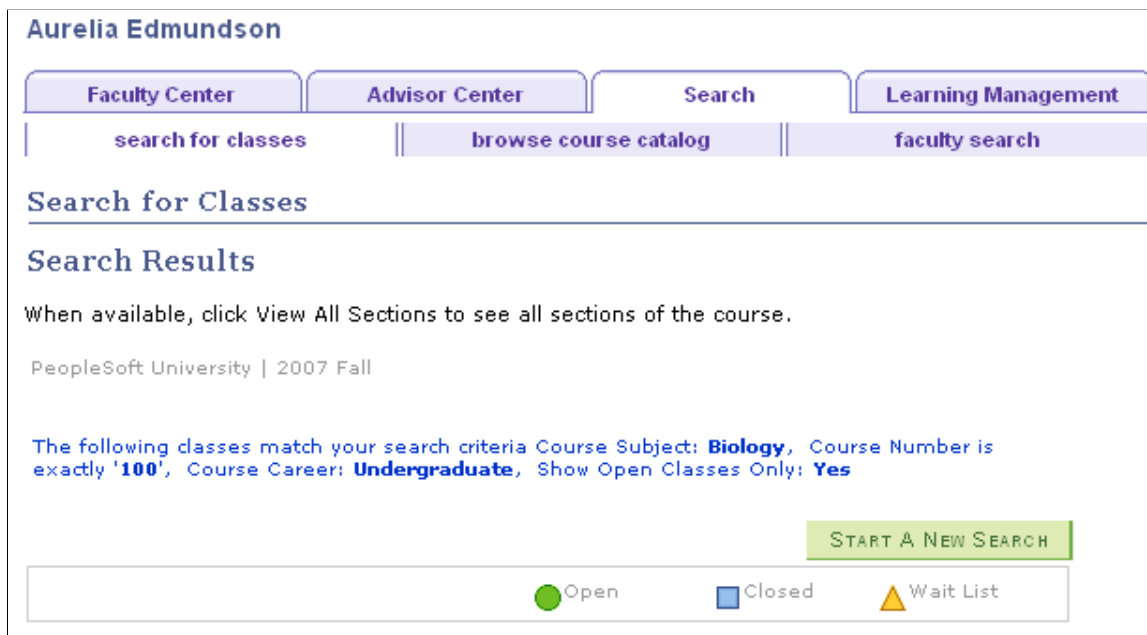 Aurelia Edmundson
Faculty Center Advisor Center Search Learning Management
search for classes browse course catalog faculty search
Search for Classes
Search Results
When available, click View All Sections to see all sections of the course.
PeopleSoft University | 2007 Fall
The following classes match your search criteria Course Subject: Biology, Course Number is
exactly '100', Course Career: Undergraduate, Show Open Classes Only: Yes
START A NEW SEARCH
Open Closed Wait List